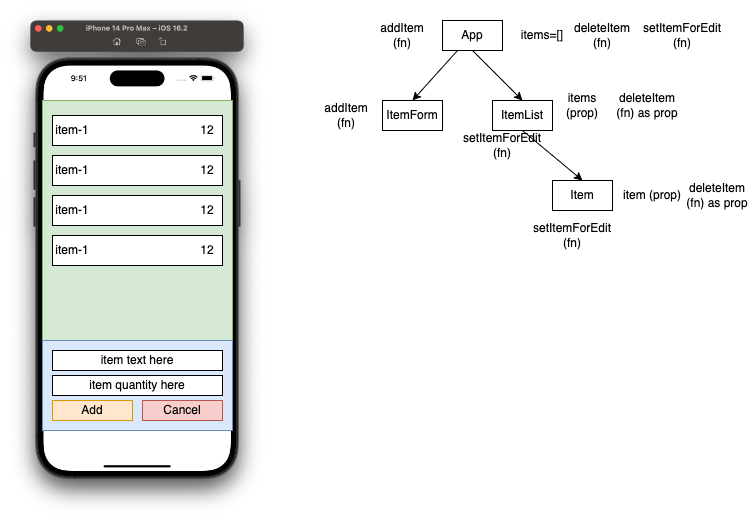 iPhone 14 Pro Max – iOS 16.2
9:51
item-1 12
item-1 12
item-1 12
item-1 12
item text here
item quantity here
Add Cancel
addItem
(fn)
App
items=[]
deleteItem
(fn)
setItemForEdit
(fn)
addItem
(fn)
ItemForm
ItemList
items
(prop)
deleteItem
(fn) as prop
setItemForEdit
(fn)
Item
item (prop)
deleteItem
(fn) as prop
setItemForEdit
(fn)